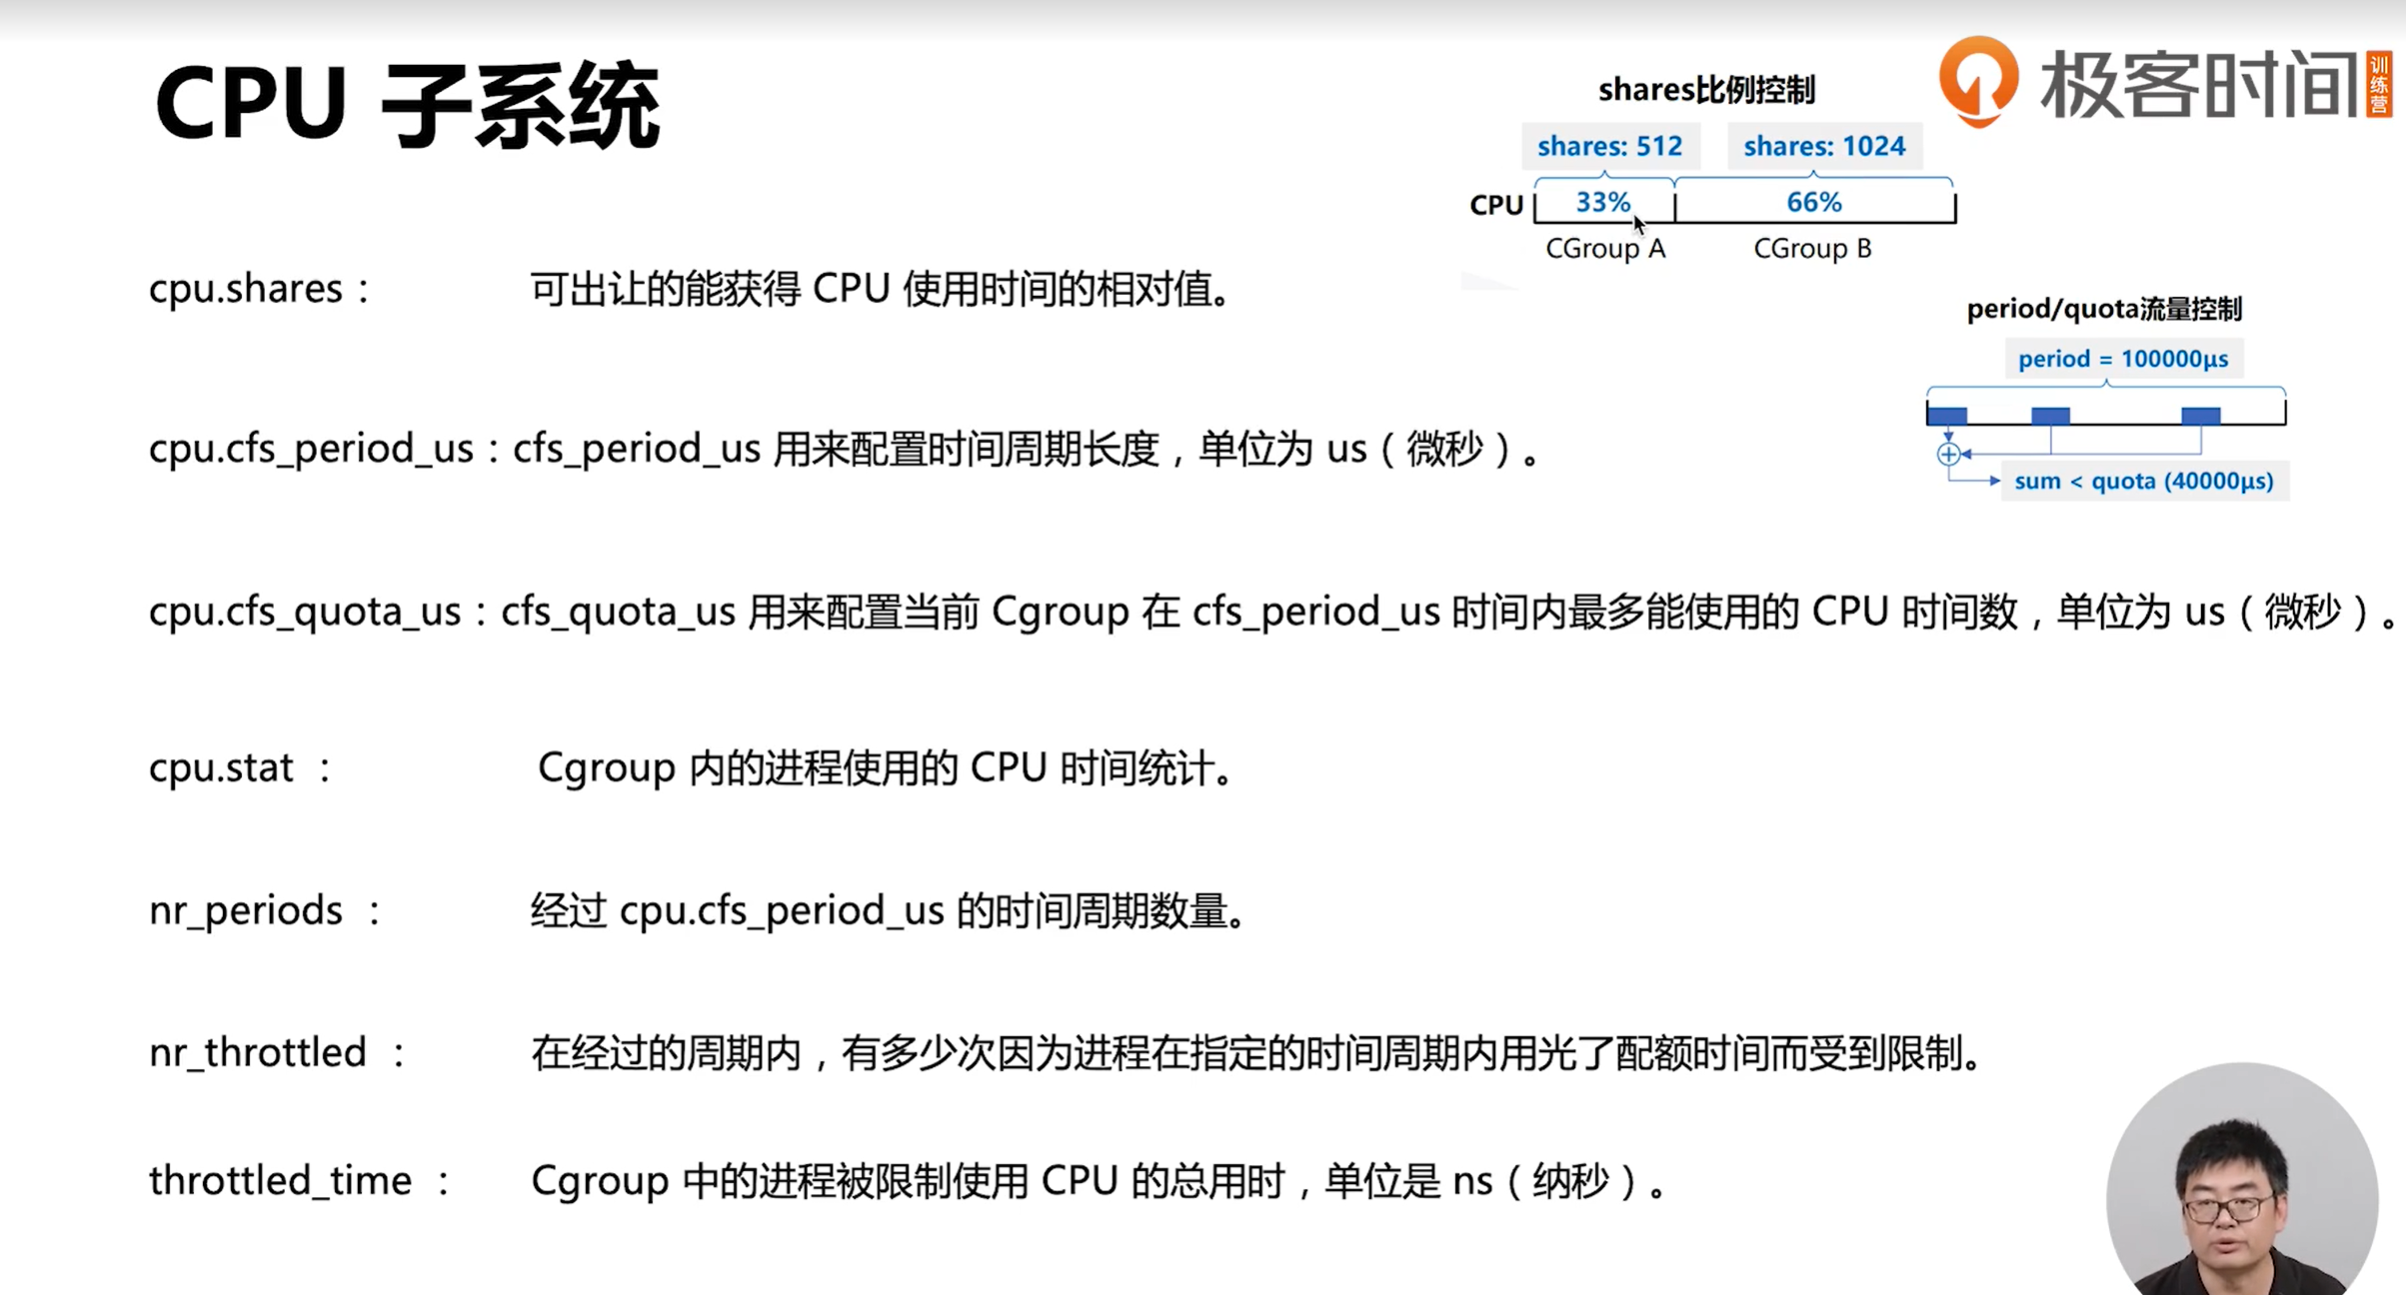 CPU 子系统
极客时间
训练营
shares比例控制
shares: 512
shares: 1024
CPU
33%
66%
CGroup A
CGroup B
cpu.shares： 可出让的能获得 CPU 使用时间的相对值。
period/quota流量控制
period = 100000μs
sum < quota (40000μs)
cpu.cfs_period_us：cfs_period_us 用来配置时间周期长度，单位为 us（微秒）。
cpu.cfs_quota_us：cfs_quota_us 用来配置当前 Cgroup 在 cfs_period_us 时间内最多能使用的 CPU 时间数，单位为 us（微秒）。
cpu.stat ： Cgroup 内的进程使用的 CPU 时间统计。
nr_periods ： 经过 cpu.cfs_period_us 的时间周期数量。
nr_throttled ： 在经过的周期内，有多少次因为进程在指定的时间周期内用光了配额时间而受到限制。
throttled_time ： Cgroup 中的进程被限制使用 CPU 的总用时，单位是 ns（纳秒）。